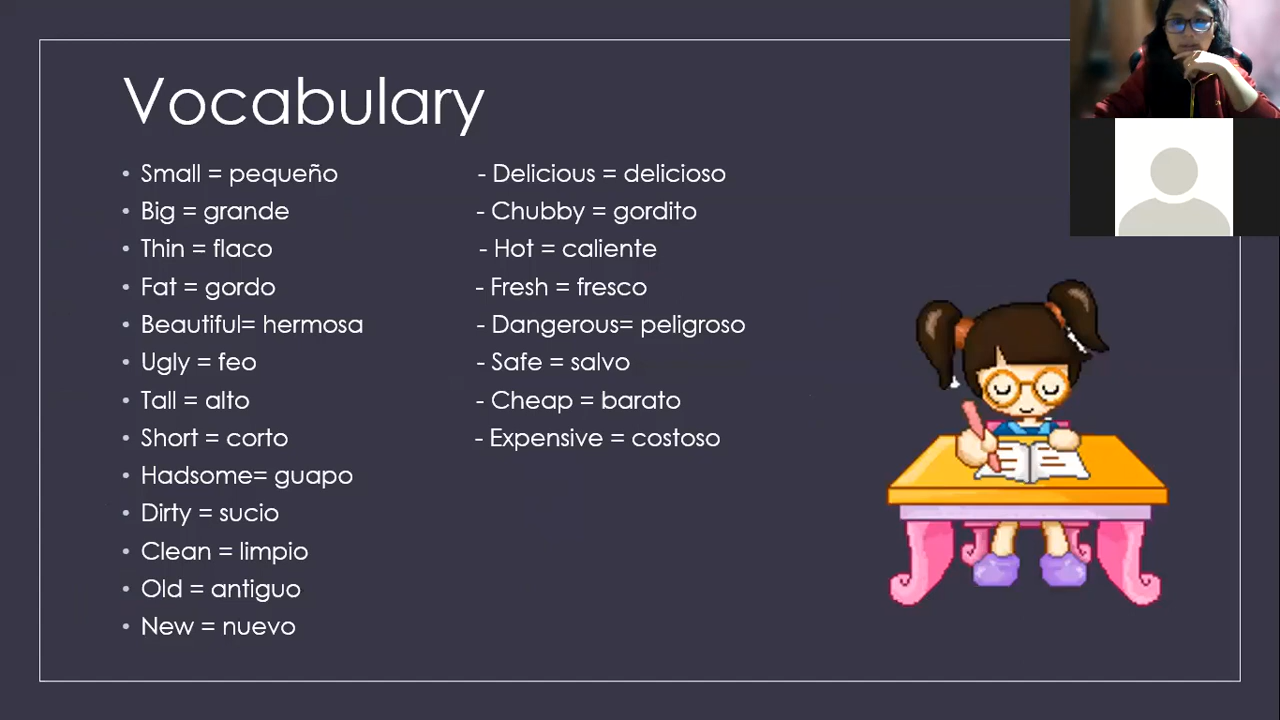 Vocabulary
• Small = pequeño
• Big = grande
• Thin = flaco
• Fat = gordo
• Beautiful= hermosa
• Ugly = feo
• Tall = alto
• Short = corto
• Hadsome= guapo
• Dirty = sucio
• Clean = limpio
• Old = antiguo
• New = nuevo
- Delicious = delicioso
- Chubby = gordito
- Hot = caliente
- Fresh = fresco
- Dangerous= peligroso
- Safe = salvo
- Cheap = barato
- Expensive = costoso